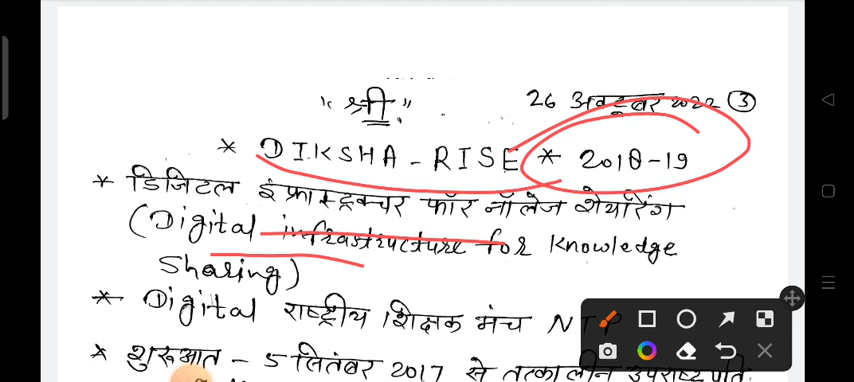 "श्री" 26 अक्टूबर 2022 ③
* DIKSHA - RISE * 2018-19
* डिजिटल इंफ्रास्ट्रक्चर फॉर नॉलेज शेयरिंग
(Digital infrastructure for Knowledge
Sharing)
* Digital राष्ट्रीय शिक्षक मंच NTP
* शुरूआत - 5 सितंबर 2017 से तत्कालीन उपराष्ट्रपति